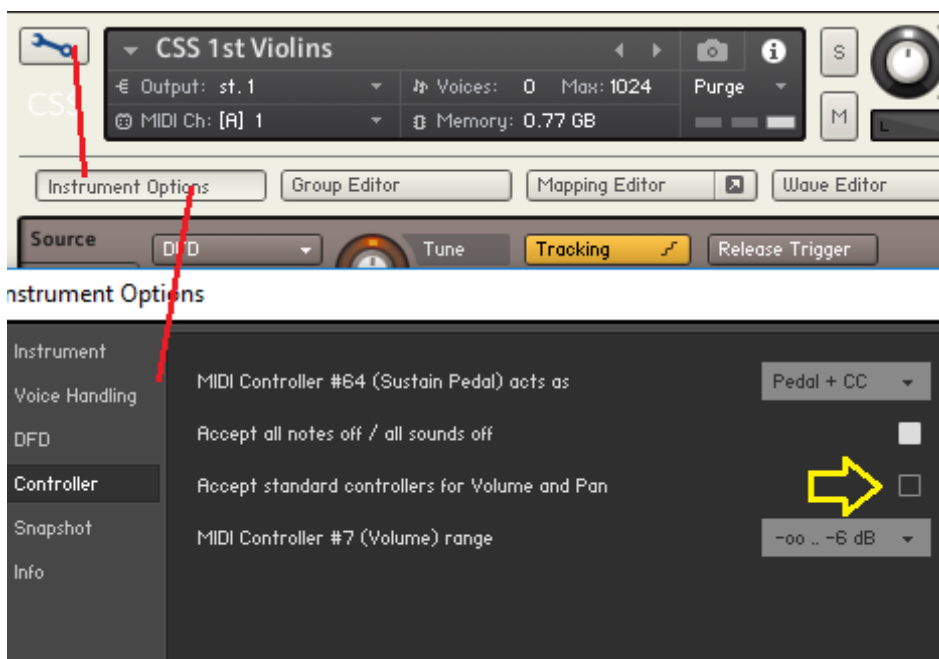 CSS 1st Violins
S
Output: st. 1
Voices: 0 Max: 1024
Purge
CSS
MIDI Ch: [A] 1
Memory: 0.77 GB
M
L
Instrument Options
Group Editor
Mapping Editor
Wave Editor
Source
DFD
Tune
Tracking
Release Trigger
nstrument Options
Instrument
Voice Handling
DFD
Controller
Snapshot
Info
MIDI Controller #64 (Sustain Pedal) acts as
Pedal + CC
Accept all notes off / all sounds off
Accept standard controllers for Volume and Pan
MIDI Controller #7 (Volume) range
-oo .. -6 dB